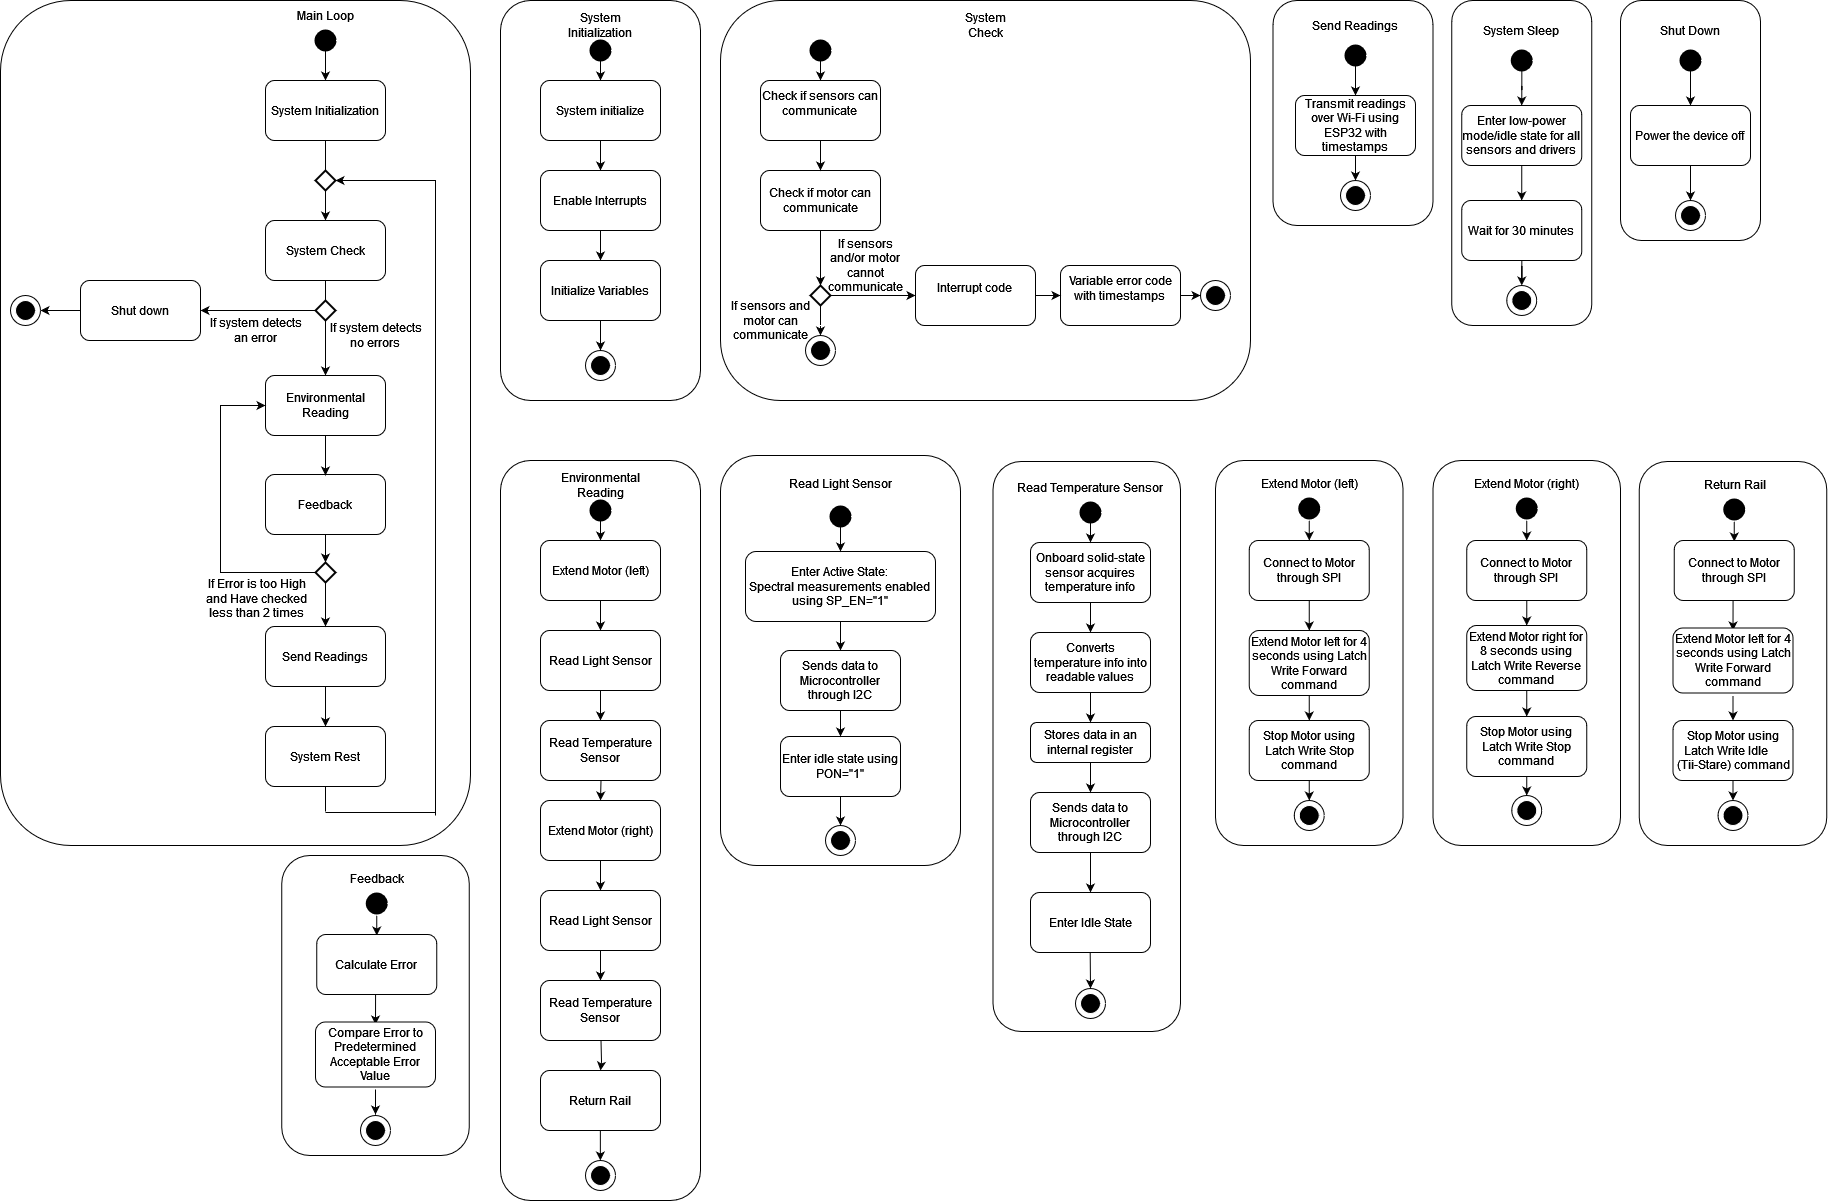 Main Loop
System Initialization
System Check
Shut down
If system detects
an error
If system detects
no errors
Environmental
Reading
Feedback
If Error is too High
and Have checked
less than 2 times
Send Readings
System Rest
System
Initialization
System initialize
Enable Interrupts
Initialize Variables
System
Check
Check if sensors can
communicate
Check if motor can
communicate
If sensors
and/or motor
cannot
communicate
If sensors and
motor can
communicate
Interrupt code
Variable error code
with timestamps
Send Readings
Transmit readings
over Wi-Fi using
ESP32 with
timestamps
System Sleep
Enter low-power
mode/idle state for all
sensors and drivers
Wait for 30 minutes
Shut Down
Power the device off
Environmental
Reading
Extend Motor (left)
Read Light Sensor
Read Temperature
Sensor
Extend Motor (right)
Read Light Sensor
Read Temperature
Sensor
Return Rail
Read Light Sensor
Enter Active State:
Spectral measurements enabled
using SP_EN="1"
Sends data to
Microcontroller
through I2C
Enter idle state using
PON="1"
Read Temperature Sensor
Onboard solid-state
sensor acquires
temperature info
Converts
temperature info into
readable values
Stores data in an
internal register
Sends data to
Microcontroller
through I2C
Enter Idle State
Extend Motor (left)
Connect to Motor
through SPI
Extend Motor left for 4
seconds using Latch
Write Forward
command
Stop Motor using
Latch Write Stop
command
Extend Motor (right)
Connect to Motor
through SPI
Extend Motor right for
8 seconds using
Latch Write Reverse
command
Stop Motor using
Latch Write Stop
command
Return Rail
Connect to Motor
through SPI
Extend Motor left for 4
seconds using Latch
Write Forward
command
Stop Motor using
Latch Write Idle
(Tii-Stare) command
Feedback
Calculate Error
Compare Error to
Predetermined
Acceptable Error
Value